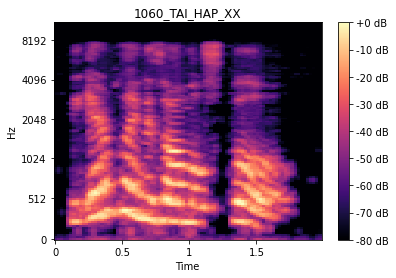 1060_TAI_HAP_XX
+0 dB
8192
-10 dB
4096
-20 dB
-30 dB
2048
Hz
-40 dB
1024
-50 dB
-60 dB
512
-70 dB
0
-80 dB
0
0.5
1
1.5
Time